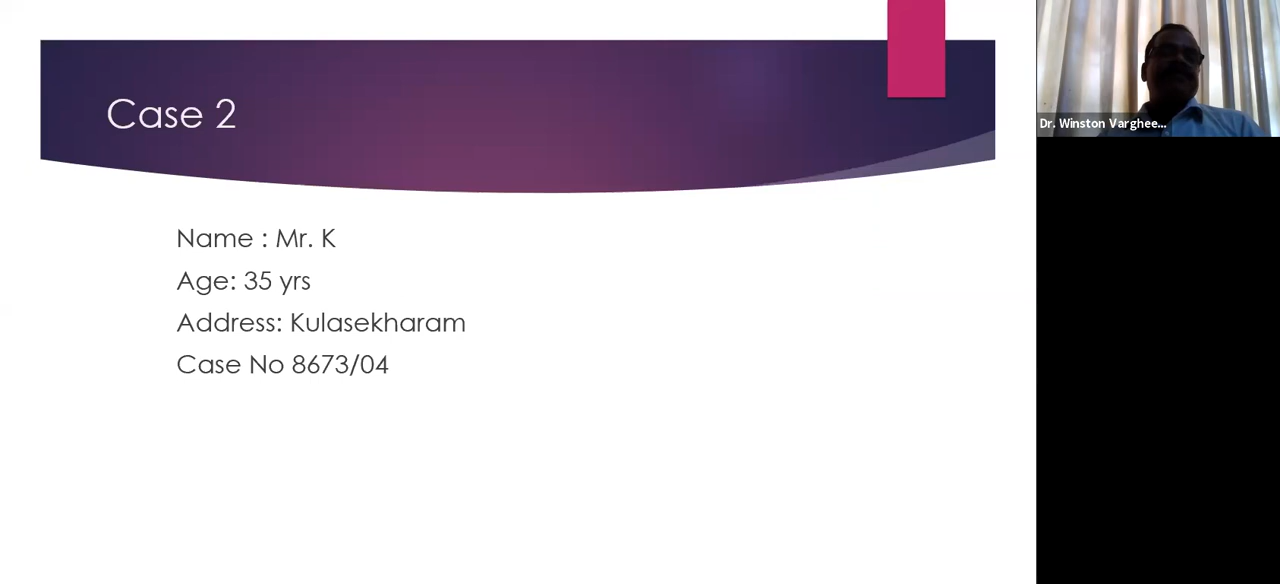 Case 2
Name : Mr. K
Age: 35 yrs
Address: Kulasekharam
Case No 8673/04
Dr. Winston Varghee...